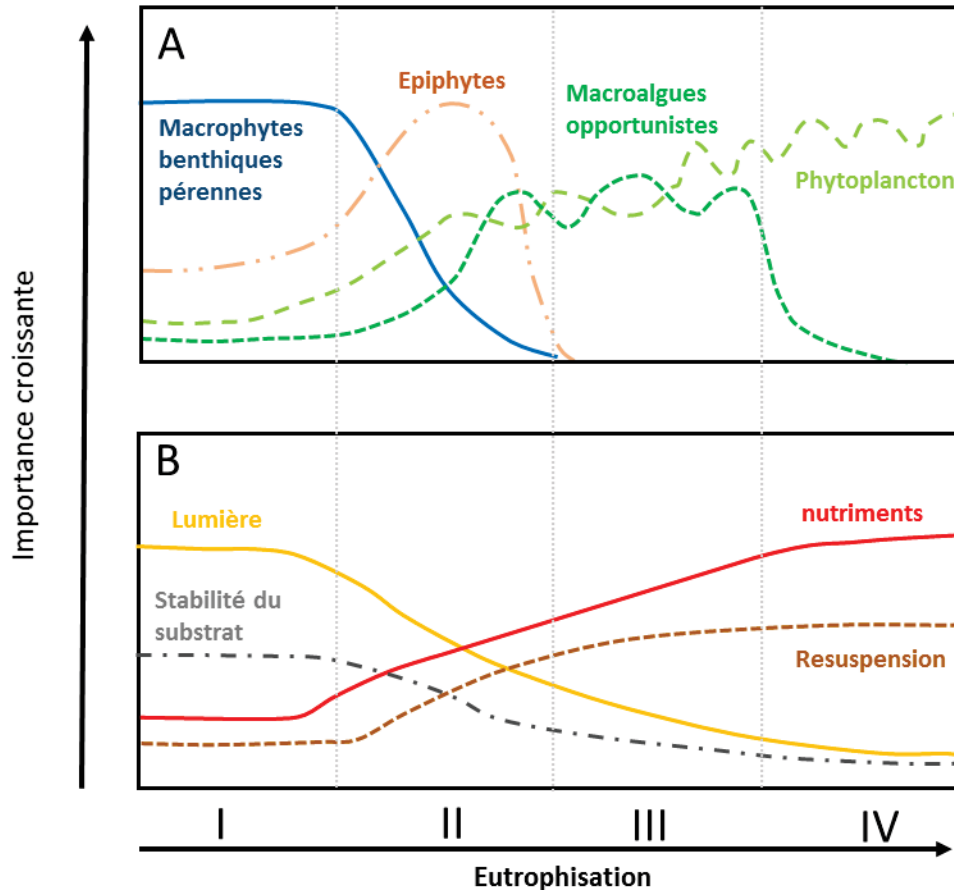 A
Epiphytes
Macroalgues
opportunistes
Macrophytes
benthiques
pérennes
Phytoplancton
Importance croissante
B
Lumière
nutriments
Stabilité du
substrat
Resuspension
I
II
III
IV
Eutrophisation